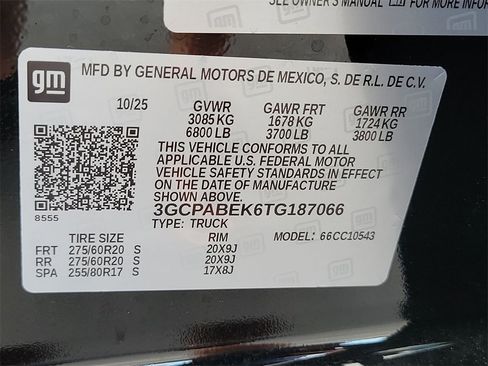 SEE OWNER'S MANUAL FOR MORE INFOR
gm
MFD BY GENERAL MOTORS DE MEXICO, S. DE R.L. DE C.V.
10/25 GVWR GAWR FRT GAWR RR
3085 KG 1678 KG 1724 KG
6800 LB 3700 LB 3800 LB
THIS VEHICLE CONFORMS TO ALL
APPLICABLE U.S. FEDERAL MOTOR
VEHICLE SAFETY STANDARDS IN EFFECT
ON THE DATE OF MANUFACTURE SHOWN ABOVE.
8555 3GCPABEK6TG187066
TYPE: TRUCK
TIRE SIZE RIM MODEL: 66CC10543
FRT 275/60R20 S 20X9J
RR 275/60R20 S 20X9J
SPA 255/80R17 S 17X8J